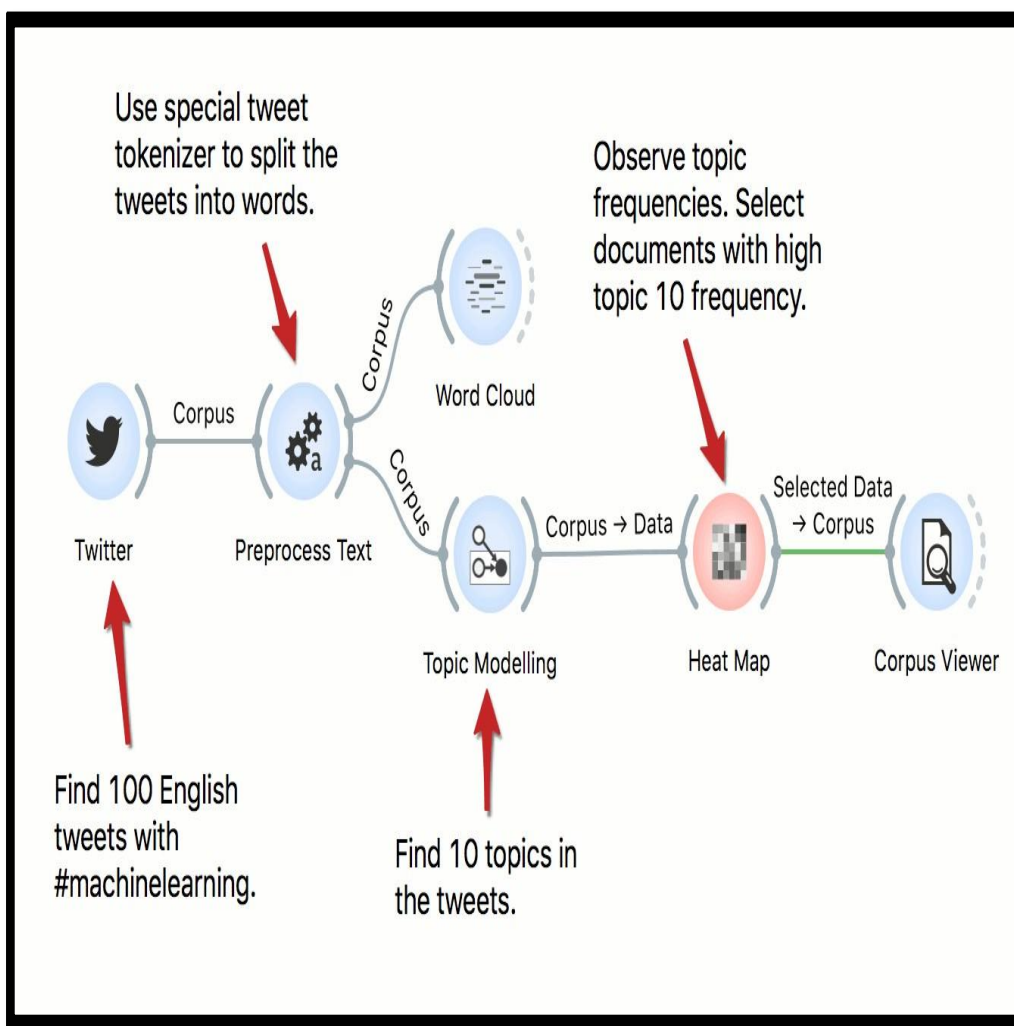 Use special tweet
tokenizer to split the
tweets into words.
Observe topic
frequencies. Select
documents with high
topic 10 frequency.
Corpus
Word Cloud
Corpus
a
Twitter
Preprocess Text
Corpus
Corpus → Data
Selected Data
→ Corpus
Topic Modelling
Heat Map
Corpus Viewer
Find 100 English
tweets with
#machinelearning.
Find 10 topics in
the tweets.